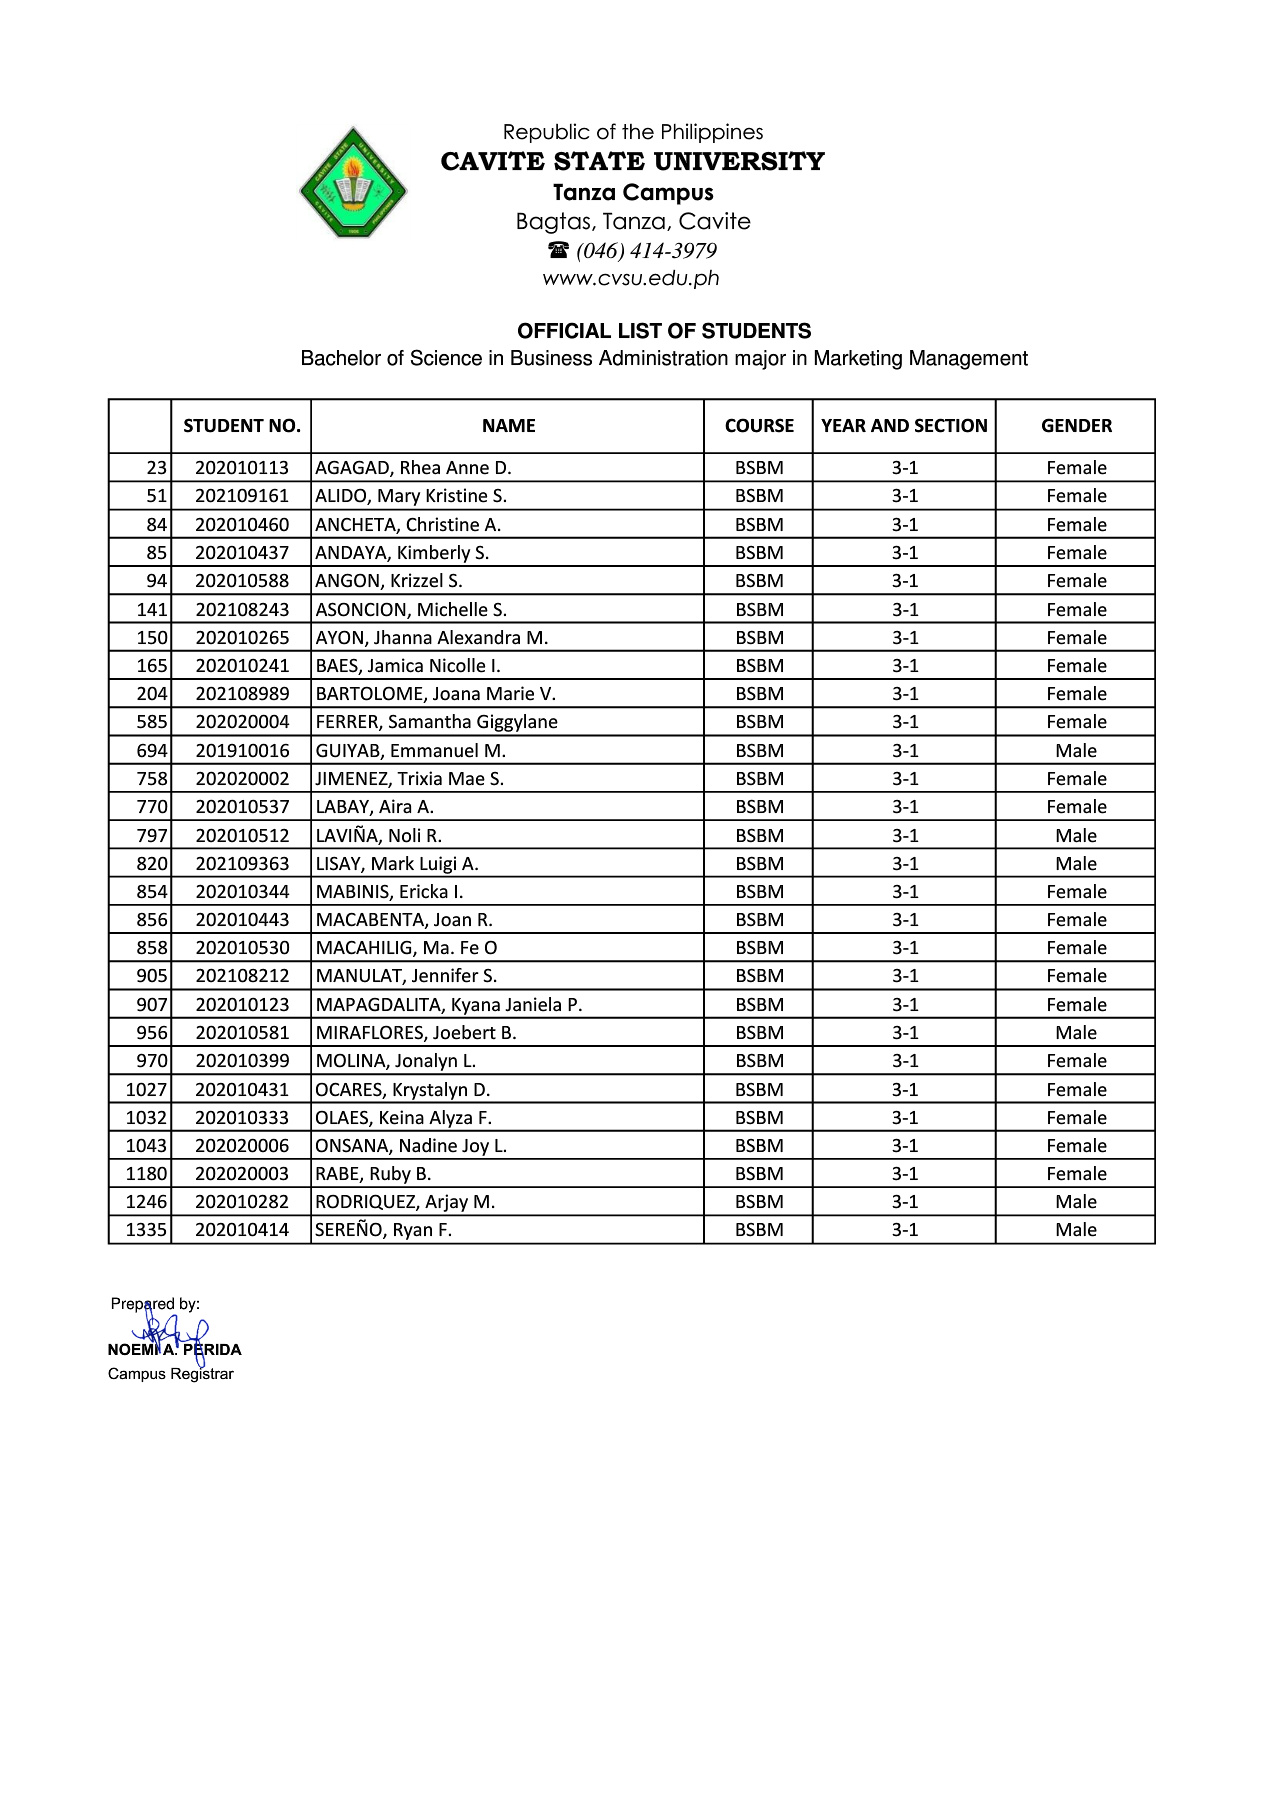 Republic of the Philippines
CAVITE STATE UNIVERSITY
Tanza Campus
Bagtas, Tanza, Cavite
☎ (046) 414-3979
www.cvsu.edu.ph
OFFICIAL LIST OF STUDENTS
Bachelor of Science in Business Administration major in Marketing Management
STUDENT NO. NAME COURSE YEAR AND SECTION GENDER
23 202010113 AGAGAD, Rhea Anne D. BSBM 3-1 Female
51 202109161 ALIDO, Mary Kristine S. BSBM 3-1 Female
84 202010460 ANCHETA, Christine A. BSBM 3-1 Female
85 202010437 ANDAYA, Kimberly S. BSBM 3-1 Female
94 202010588 ANGON, Krizzel S. BSBM 3-1 Female
141 202108243 ASONCION, Michelle S. BSBM 3-1 Female
150 202010265 AYON, Jhanna Alexandra M. BSBM 3-1 Female
165 202010241 BAES, Jamica Nicolle I. BSBM 3-1 Female
204 202108989 BARTOLOME, Joana Marie V. BSBM 3-1 Female
585 202020004 FERRER, Samantha Giggylane BSBM 3-1 Female
694 201910016 GUIYAB, Emmanuel M. BSBM 3-1 Male
758 202020002 JIMENEZ, Trixia Mae S. BSBM 3-1 Female
770 202010537 LABAY, Aira A. BSBM 3-1 Female
797 202010512 LAVIÑA, Noli R. BSBM 3-1 Male
820 202109363 LISAY, Mark Luigi A. BSBM 3-1 Male
854 202010344 MABINIS, Ericka I. BSBM 3-1 Female
856 202010443 MACABENTA, Joan R. BSBM 3-1 Female
858 202010530 MACAHILIG, Ma. Fe O BSBM 3-1 Female
905 202108212 MANULAT, Jennifer S. BSBM 3-1 Female
907 202010123 MAPAGDALITA, Kyana Janiela P. BSBM 3-1 Female
956 202010581 MIRAFLORES, Joebert B. BSBM 3-1 Male
970 202010399 MOLINA, Jonalyn L. BSBM 3-1 Female
1027 202010431 OCARES, Krystalyn D. BSBM 3-1 Female
1032 202010333 OLAES, Keina Alyza F. BSBM 3-1 Female
1043 202020006 ONSANA, Nadine Joy L. BSBM 3-1 Female
1180 202020003 RABE, Ruby B. BSBM 3-1 Female
1246 202010282 RODRIQUEZ, Arjay M. BSBM 3-1 Male
1335 202010414 SEREÑO, Ryan F. BSBM 3-1 Male
Prepared by:
NOEMI A. PERIDA
Campus Registrar